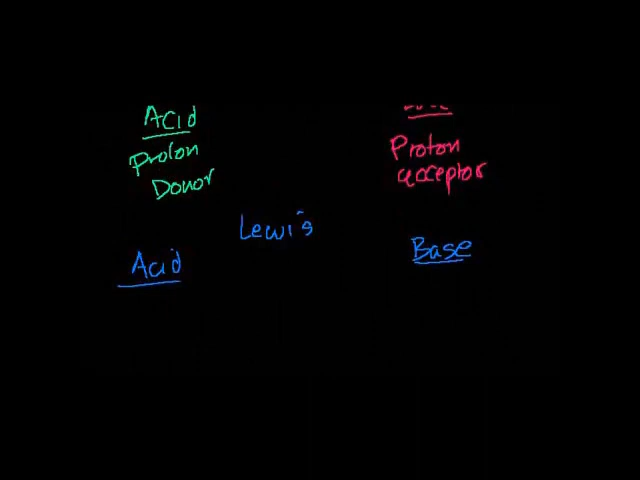 Acid
Proton
Donor
Proton
acceptor
Lewis
Acid
Base